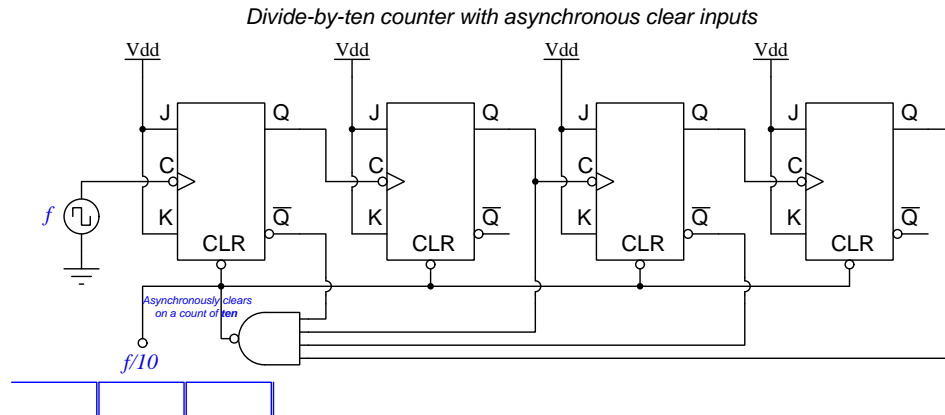 Divide-by-ten counter with asynchronous clear inputs
Vdd Vdd Vdd Vdd
J Q J Q J Q J Q
C C C C
f
K Q K Q K Q K Q
CLR CLR CLR CLR
Asynchronously clears
on a count of ten
f/10